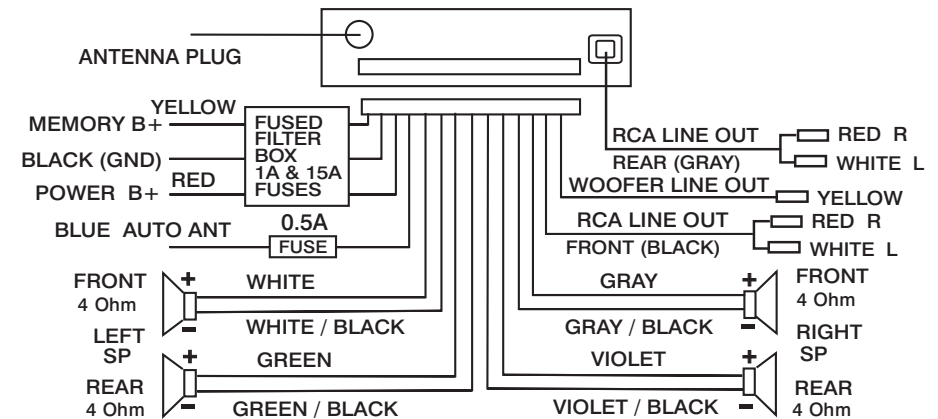 ANTENNA PLUG
YELLOW
MEMORY B+
BLACK (GND)
RED
POWER B+
FUSED
FILTER
BOX
1A & 15A
FUSES
BLUE AUTO ANT
0.5A
FUSE
RCA LINE OUT
REAR (GRAY)
RED R
WHITE L
WOOFER LINE OUT
YELLOW
RCA LINE OUT
FRONT (BLACK)
RED R
WHITE L
FRONT
4 Ohm
+
−
WHITE
WHITE / BLACK
LEFT
SP
REAR
4 Ohm
+
−
GREEN
GREEN / BLACK
GRAY
GRAY / BLACK
+
−
FRONT
4 Ohm
RIGHT
SP
VIOLET
VIOLET / BLACK
+
−
REAR
4 Ohm